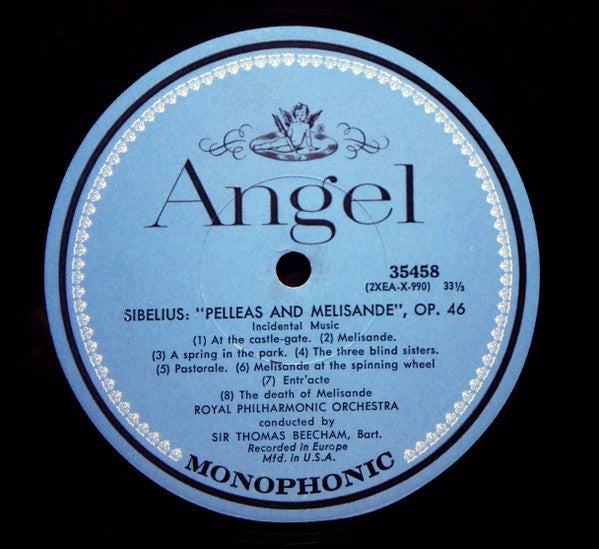 ®
Angel
35458
(2XEA-X-990) 33⅓
SIBELIUS: "PELLEAS AND MELISANDE", OP. 46
Incidental Music
(1) At the castle-gate. (2) Melisande.
(3) A spring in the park. (4) The three blind sisters.
(5) Pastorale. (6) Melisande at the spinning wheel
(7) Entr'acte
(8) The death of Melisande
ROYAL PHILHARMONIC ORCHESTRA
conducted by
SIR THOMAS BEECHAM, Bart.
Recorded in Europe
Mfd. in U.S.A.
MONOPHONIC